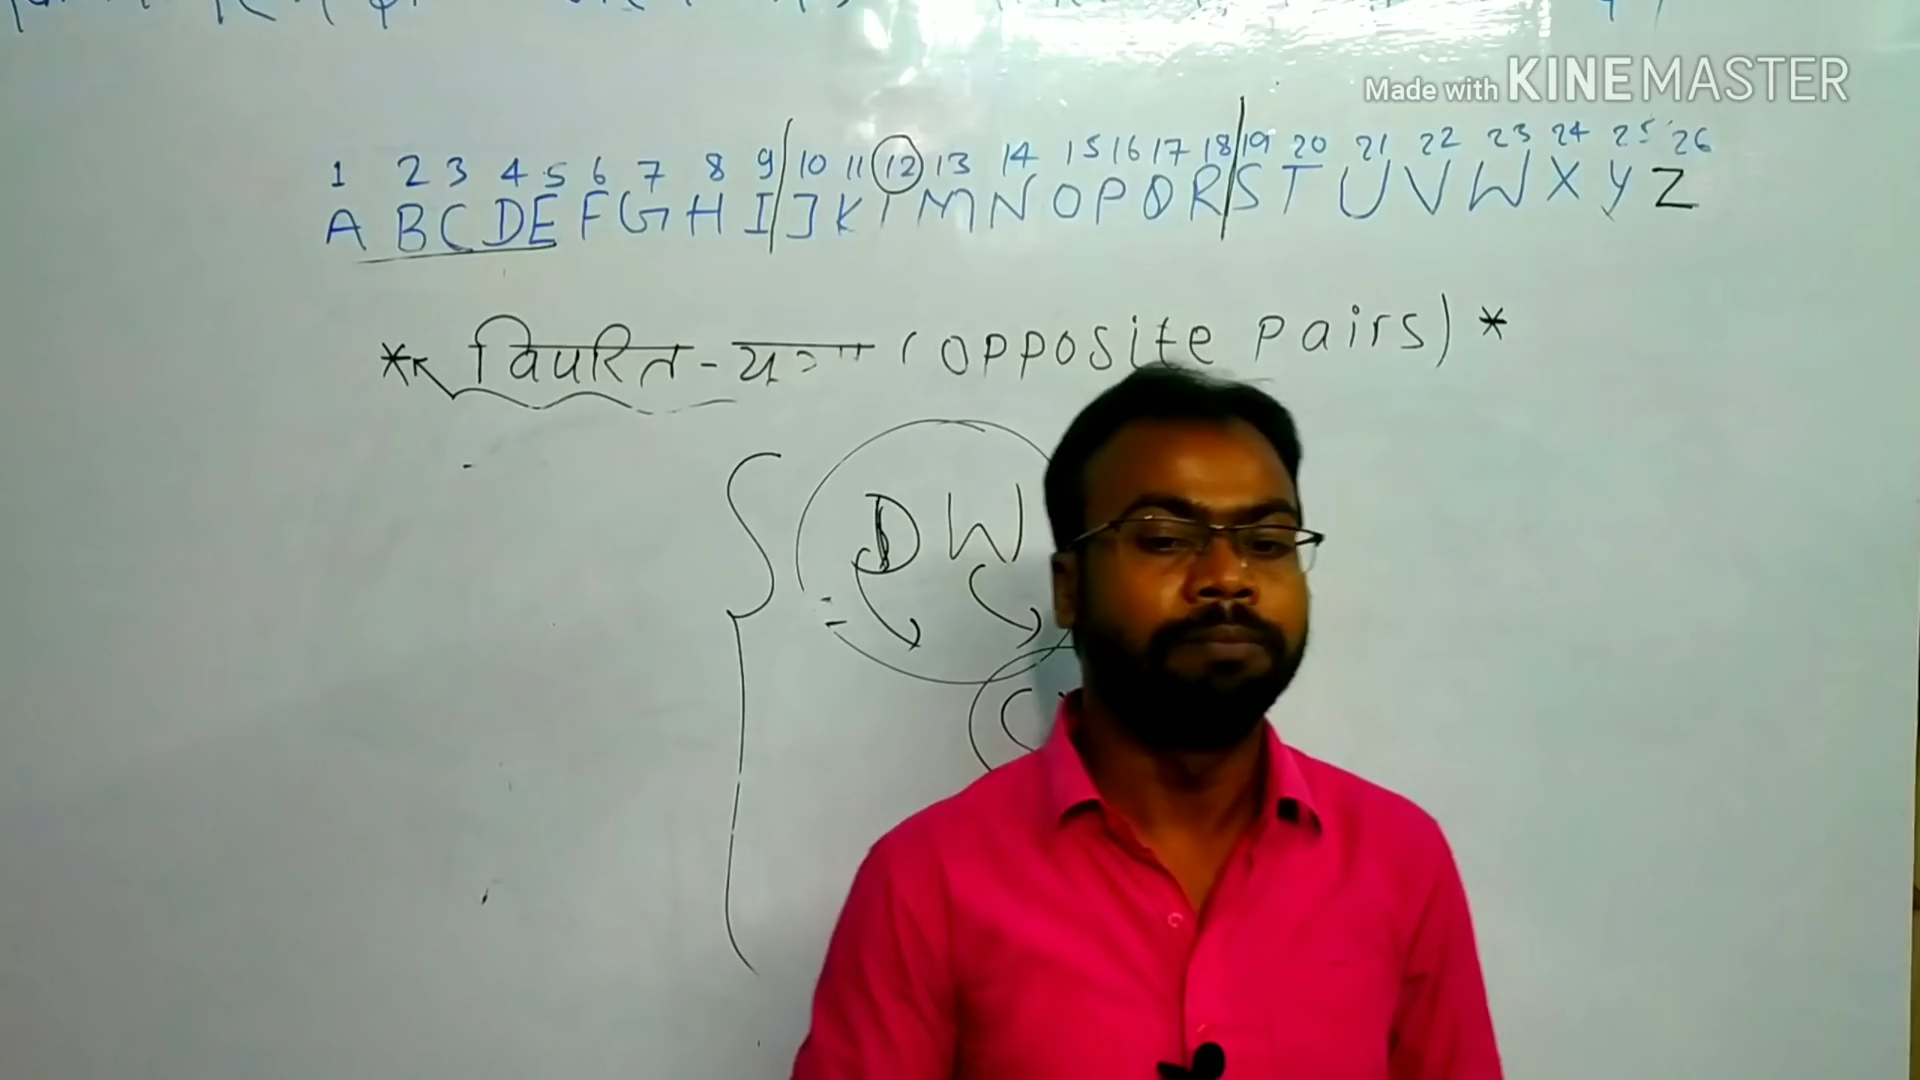 Made with KINEMASTER
1 2 3 4 5 6 7 8 9 10 11 12 13 14 15 16 17 18 19 20 21 22 23 24 25 26
A B C D E F G H I J K M N O P Q R S T U V W X Y Z
* विपरित - (opposite pairs) *
D W